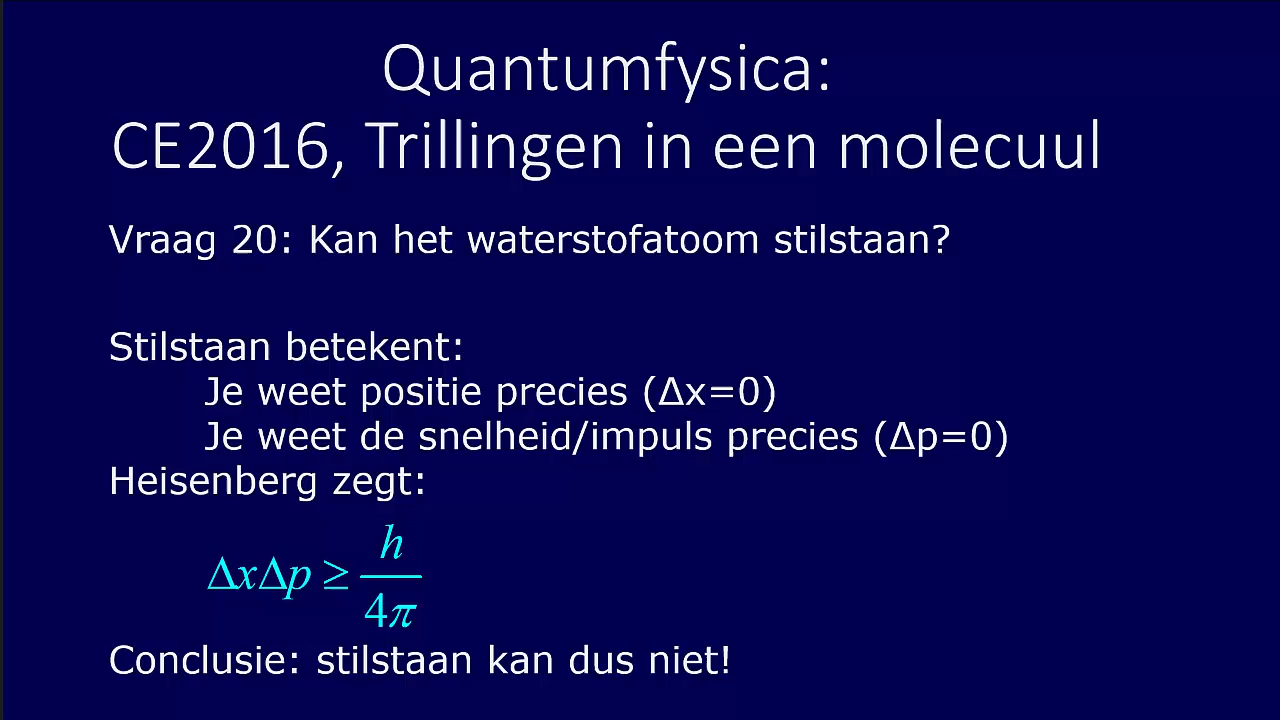 Quantumfysica:
CE2016, Trillingen in een molecuul
Vraag 20: Kan het waterstofatoom stilstaan?
Stilstaan betekent:
Je weet positie precies (Δx=0)
Je weet de snelheid/impuls precies (Δp=0)
Heisenberg zegt:
ΔxΔp ≥ h/4π
Conclusie: stilstaan kan dus niet!